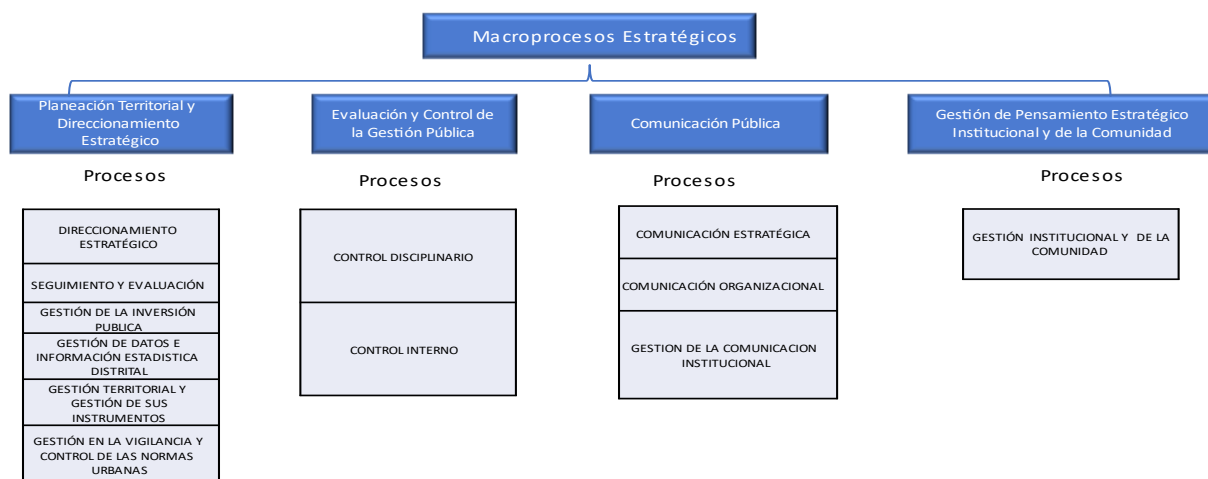 Macroprocesos Estratégicos
Planeación Territorial y
Direccionamiento
Estratégico
Procesos
DIRECCIONAMIENTO
ESTRATÉGICO
SEGUIMIENTO Y EVALUACIÓN
GESTIÓN DE LA INVERSIÓN
PUBLICA
GESTIÓN DE DATOS E
INFORMACIÓN ESTADISTICA
DISTRITAL
GESTIÓN TERRITORIAL Y
GESTIÓN DE SUS
INSTRUMENTOS
GESTIÓN EN LA VIGILANCIA Y
CONTROL DE LAS NORMAS
URBANAS
Evaluación y Control de
la Gestión Pública
Procesos
CONTROL DISCIPLINARIO
CONTROL INTERNO
Comunicación Pública
Procesos
COMUNICACIÓN ESTRATÉGICA
COMUNICACIÓN ORGANIZACIONAL
GESTION DE LA COMUNICACION
INSTITUCIONAL
Gestión de Pensamiento Estratégico
Institucional y de la Comunidad
Procesos
GESTIÓN INSTITUCIONAL Y DE LA
COMUNIDAD